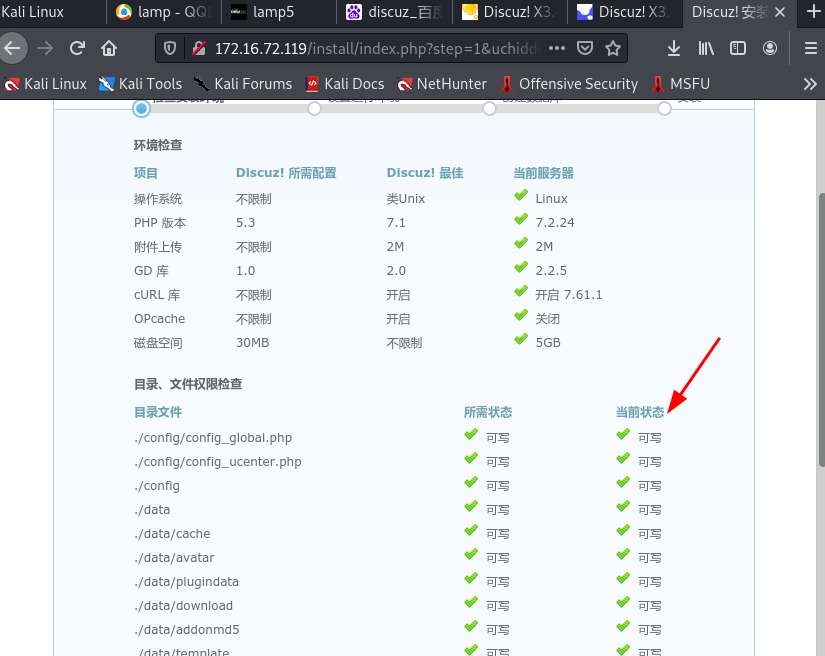 Kali Linux lamp - QQ lamp5 discuz_百度 Discuz! X3. Discuz! X3. Discuz! 安装
172.16.72.119/install/index.php?step=1&uchidd
Kali Linux Kali Tools Kali Forums Kali Docs NetHunter Offensive Security MSFU
环境检查
项目 Discuz! 所需配置 Discuz! 最佳 当前服务器
操作系统 不限制 类Unix Linux
PHP 版本 5.3 7.1 7.2.24
附件上传 不限制 2M 2M
GD 库 1.0 2.0 2.2.5
cURL 库 不限制 开启 开启 7.61.1
OPcache 不限制 开启 关闭
磁盘空间 30MB 不限制 5GB
目录、文件权限检查
目录文件 所需状态 当前状态
./config/config_global.php 可写 可写
./config/config_ucenter.php 可写 可写
./config 可写 可写
./data 可写 可写
./data/cache 可写 可写
./data/avatar 可写 可写
./data/plugindata 可写 可写
./data/download 可写 可写
./data/addonmd5 可写 可写
./data/template 可写 可写